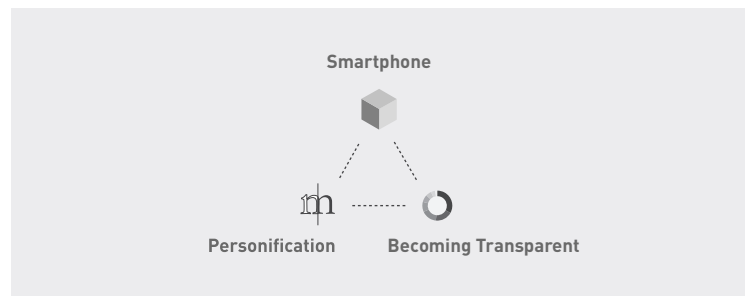 Smartphone
m
Personification
Becoming Transparent